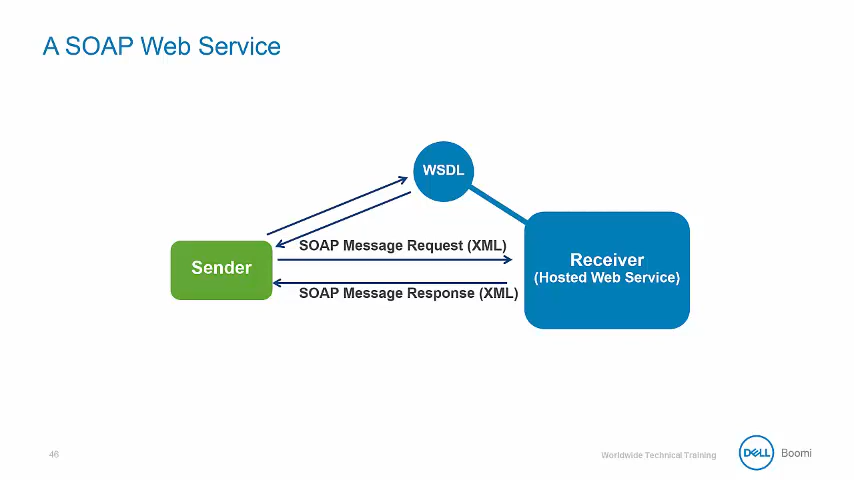 A SOAP Web Service
WSDL
SOAP Message Request (XML)
Sender
Receiver
(Hosted Web Service)
SOAP Message Response (XML)
46
Worldwide Technical Training
DELL
Boomi